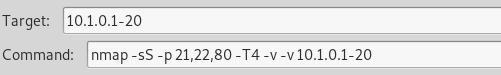 Target: 10.1.0.1-20
Command: nmap -sS -p 21,22,80 -T4 -v -v 10.1.0.1-20